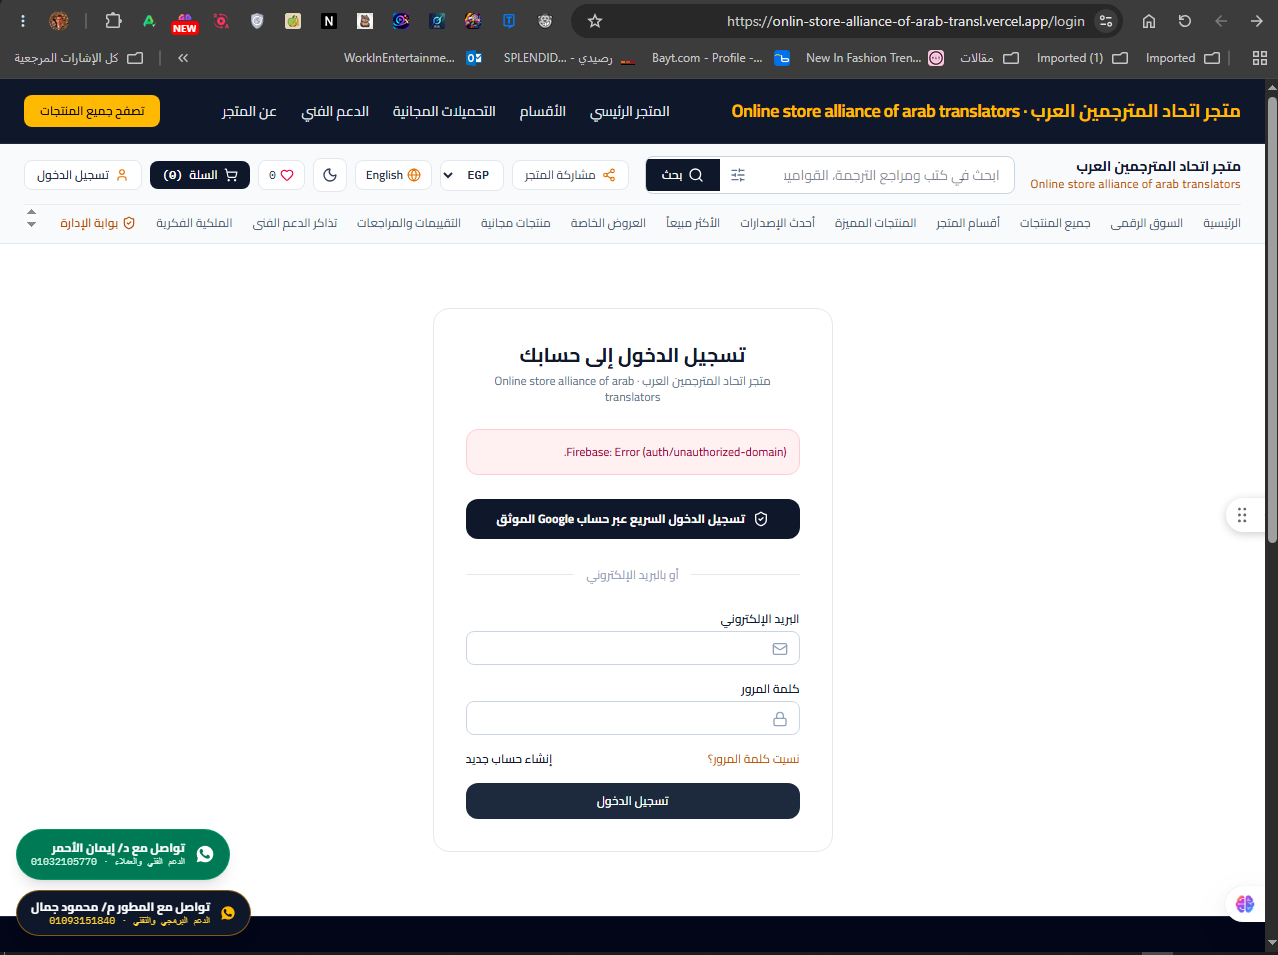 https://onlin-store-alliance-of-arab-transl.vercel.app/login
NEW
Imported
Imported (1)
مقالات
New In Fashion Tren...
Bayt.com - Profile -...
رصيدي - ...SPLENDID
WorkInEntertainme...
كل الإشارات المرجعية
متجر اتحاد المترجمين العرب · Online store alliance of arab translators
المتجر الرئيسي
الأقسام
التحميلات المجانية
الدعم الفني
عن المتجر
تصفح جميع المنتجات
متجر اتحاد المترجمين العرب
Online store alliance of arab translators
ابحث في كتب ومراجع الترجمة، القواميس
بحث
مشاركة المتجر
EGP
English
0
السلة (0)
تسجيل الدخول
الرئيسية
السوق الرقمي
جميع المنتجات
أقسام المتجر
المنتجات المميزة
أحدث الإصدارات
الأكثر مبيعاً
العروض الخاصة
منتجات مجانية
التقييمات والمراجعات
تذاكر الدعم الفني
الملكية الفكرية
بوابة الإدارة
تسجيل الدخول إلى حسابك
متجر اتحاد المترجمين العرب · Online store alliance of arab
translators
Firebase: Error (auth/unauthorized-domain).
تسجيل الدخول السريع عبر حساب Google الموثق
أو بالبريد الإلكتروني
البريد الإلكتروني
كلمة المرور
نسيت كلمة المرور؟
إنشاء حساب جديد
تسجيل الدخول
تواصل مع د/ إيمان الأحمر
الدعم الفني والعملاء · 01032105770
تواصل مع المطور م/ محمود جمال
الدعم البرمجي والتقني · 01093151840